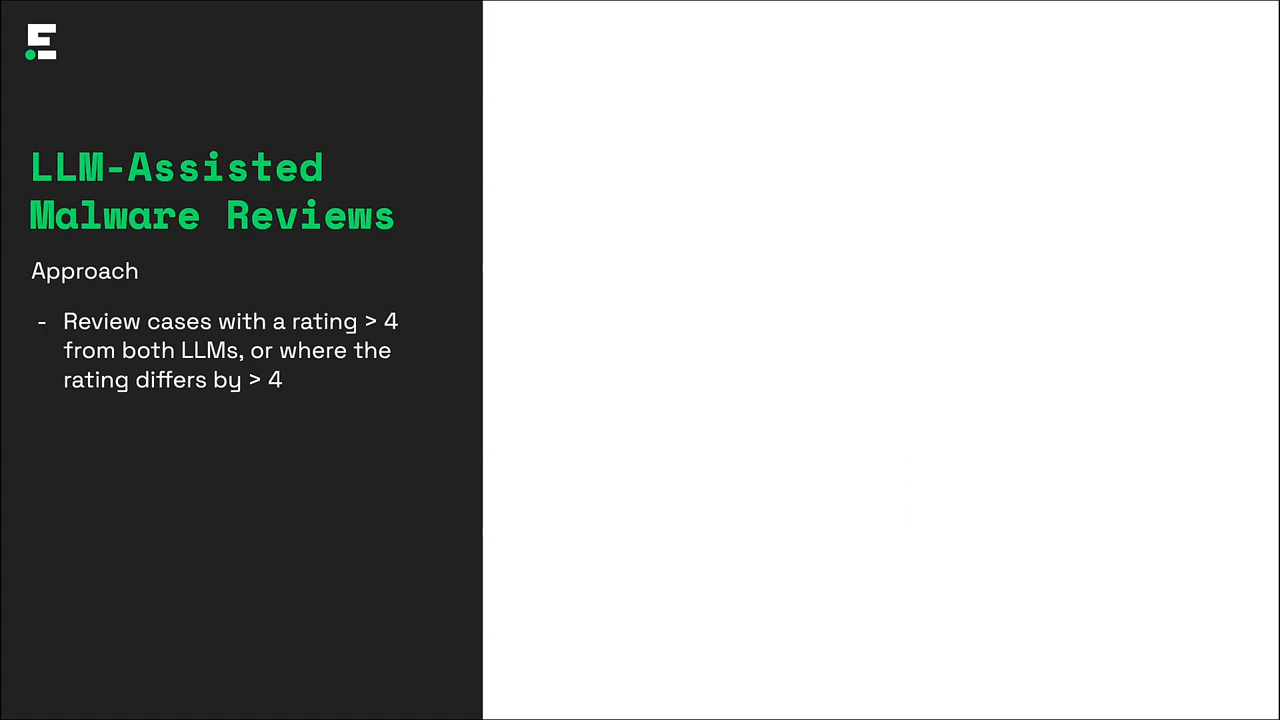 LLM-Assisted
Malware Reviews
Approach
- Review cases with a rating > 4
from both LLMs, or where the
rating differs by > 4